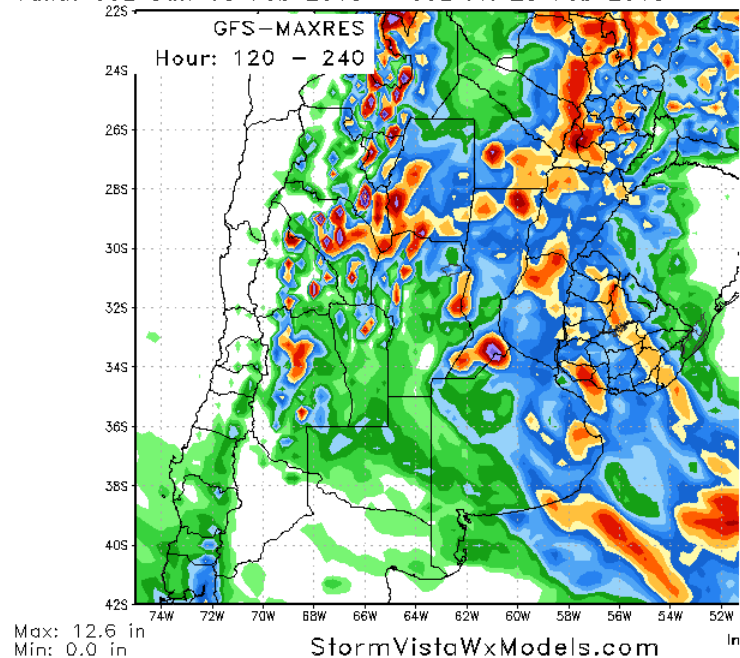 GFS-MAXRES
Hour: 120 - 240
22S
24S
26S
28S
30S
32S
34S
36S
38S
40S
42S
74W 72W 70W 68W 66W 64W 62W 60W 58W 56W 54W 52W
Max: 12.6 in
Min: 0.0 in
StormVistaWxModels.com
In